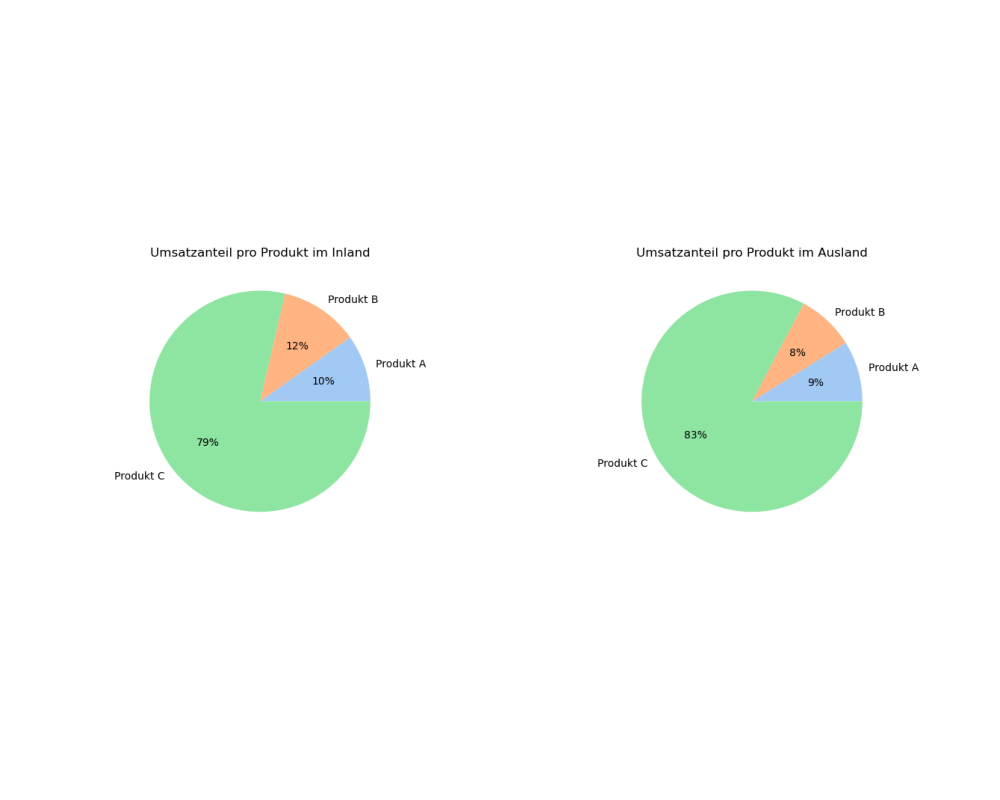 Umsatzanteil pro Produkt im Inland
Produkt B
12%
Produkt A
10%
79%
Produkt C
Umsatzanteil pro Produkt im Ausland
Produkt B
8%
Produkt A
9%
83%
Produkt C